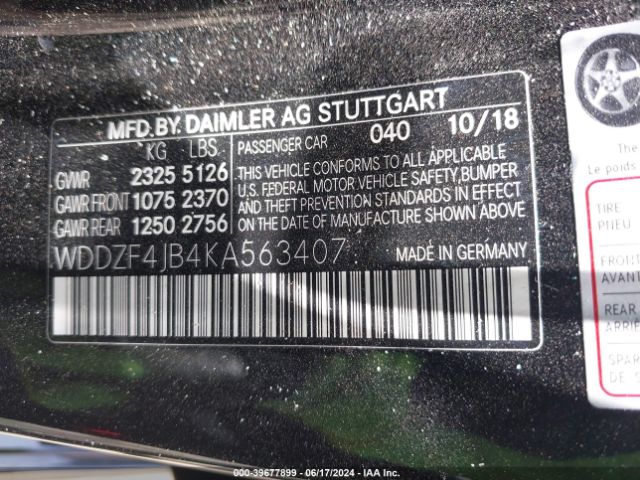 MFD. BY. DAIMLER AG STUTTGART
KG LBS.
GVWR 2325 5126
GAWR FRONT 1075 2370
GAWR REAR 1250 2756
PASSENGER CAR 040 10/18
THIS VEHICLE CONFORMS TO ALL APPLICABLE
U.S. FEDERAL MOTOR VEHICLE SAFETY, BUMPER
AND THEFT PREVENTION STANDARDS IN EFFECT
ON THE DATE OF MANUFACTURE SHOWN ABOVE.
WDDZF4JB4KA563407
MADE IN GERMANY
The
Le poids
TIRE
PNEU
FRONT
AVANT
REAR
ARRIÈ
SPARE
DE S
000-39677899 - 06/17/2024 - IAA Inc.